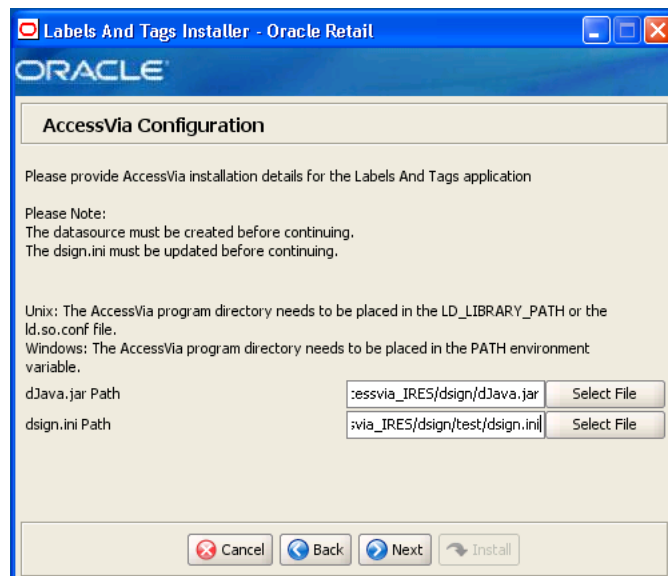 Labels And Tags Installer - Oracle Retail
ORACLE
AccessVia Configuration
Please provide AccessVia installation details for the Labels And Tags application
Please Note:
The datasource must be created before continuing.
The dsign.ini must be updated before continuing.
Unix: The AccessVia program directory needs to be placed in the LD_LIBRARY_PATH or the
ld.so.conf file.
Windows: The AccessVia program directory needs to be placed in the PATH environment
variable.
dJava.jar Path essvia_IRES/dsign/dJava.jar Select File
dsign.ini Path via_IRES/dsign/test/dsign.ini Select File
Cancel Back Next Install